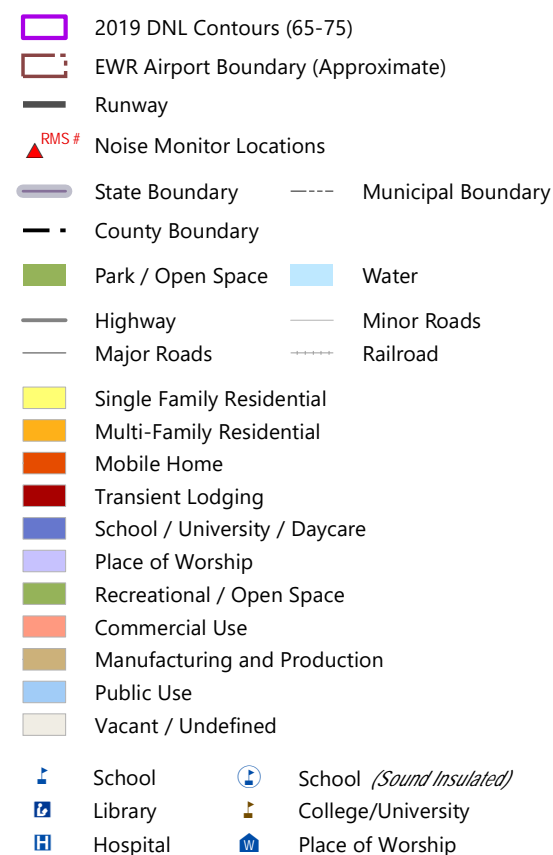 2019 DNL Contours (65-75)
EWR Airport Boundary (Approximate)
Runway
RMS #
Noise Monitor Locations
State Boundary Municipal Boundary
County Boundary
Park / Open Space Water
Highway Minor Roads
Major Roads Railroad
Single Family Residential
Multi-Family Residential
Mobile Home
Transient Lodging
School / University / Daycare
Place of Worship
Recreational / Open Space
Commercial Use
Manufacturing and Production
Public Use
Vacant / Undefined
School School (Sound Insulated)
Library College/University
H Hospital W Place of Worship